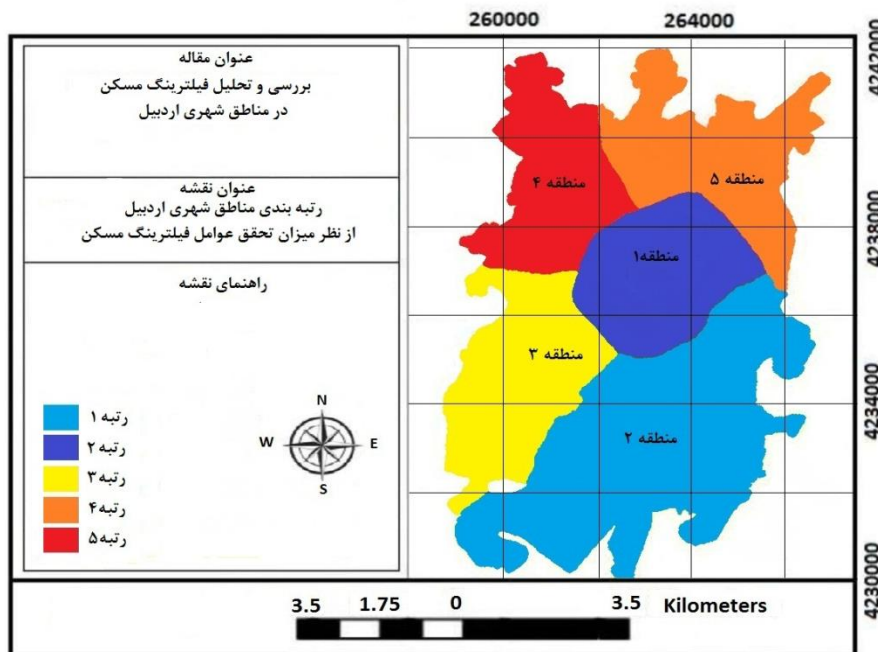 260000 264000
عنوان مقاله
بررسی و تحلیل فیلترینگ مسکن
در مناطق شهری اردبیل
عنوان نقشه
رتبه بندی مناطق شهری اردبیل
از نظر میزان تحقق عوامل فیلترینگ مسکن
راهنمای نقشه
رتبه ۱
رتبه ۲
رتبه ۳
رتبه ۴
رتبه ۵
N
W E
S
منطقه ۴
منطقه ۵
منطقه۱
منطقه ۳
منطقه ۲
4242000
4238000
4234000
4230000
3.5 1.75 0 3.5 Kilometers